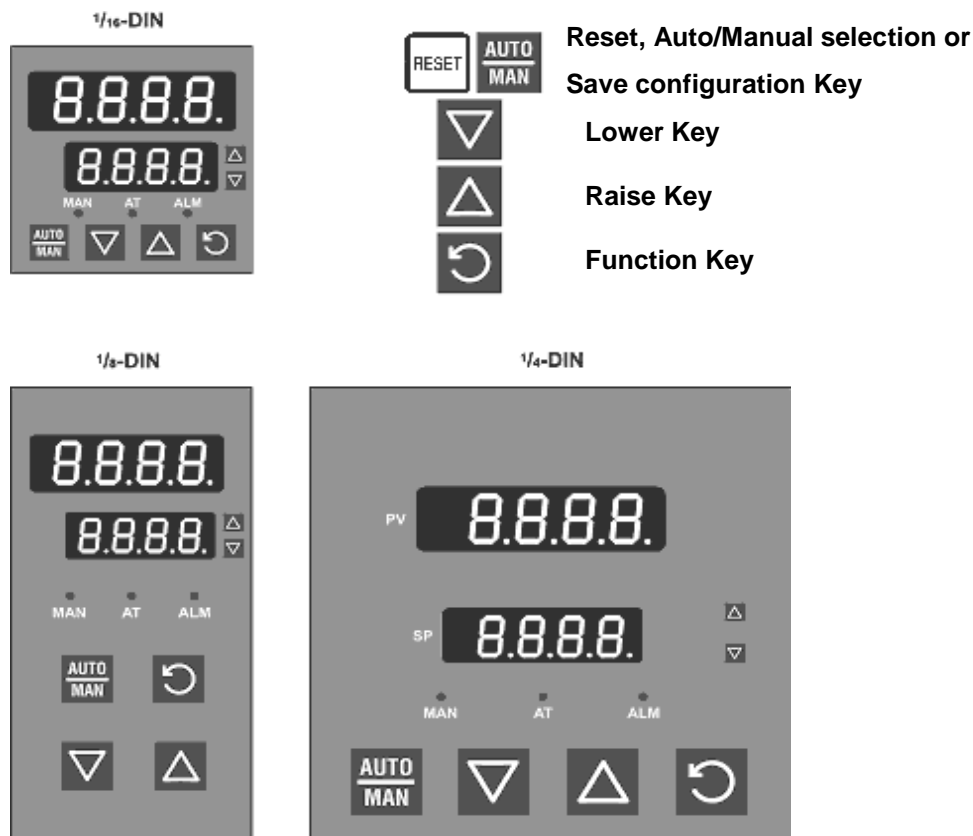 1/16-DIN
8.8.8.8.
8.8.8.8.
MAN AT ALM
AUTO
MAN
RESET
AUTO
MAN
Reset, Auto/Manual selection or
Save configuration Key
Lower Key
Raise Key
Function Key
1/8-DIN
8.8.8.8.
8.8.8.8.
MAN AT ALM
AUTO
MAN
1/4-DIN
PV 8.8.8.8.
SP 8.8.8.8.
MAN AT ALM
AUTO
MAN